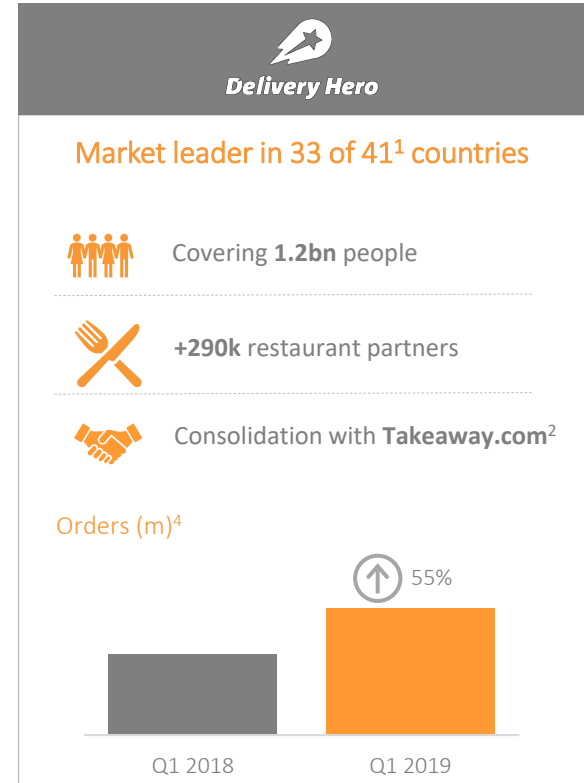 Delivery Hero
Market leader in 33 of 41¹ countries
Covering 1.2bn people
+290k restaurant partners
Consolidation with Takeaway.com²
Orders (m)⁴
55%
Q1 2018 Q1 2019